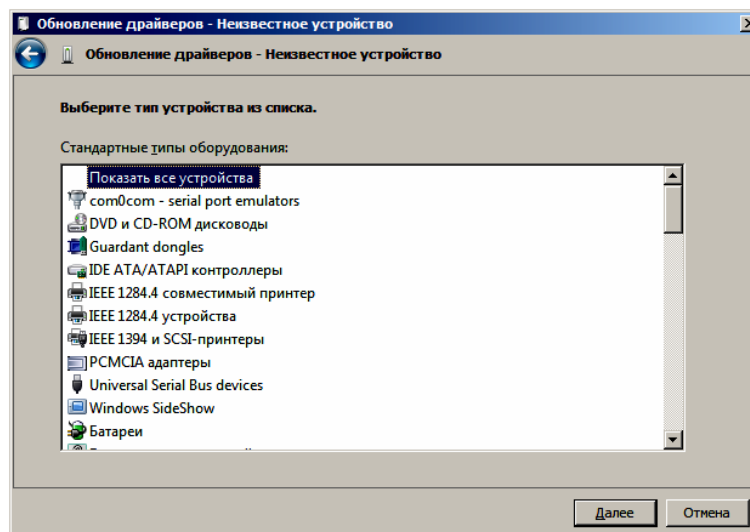 Обновление драйверов - Неизвестное устройство
Обновление драйверов - Неизвестное устройство
Выберите тип устройства из списка.
Стандартные типы оборудования:
Показать все устройства
com0com - serial port emulators
DVD и CD-ROM дисководы
Guardant dongles
IDE ATA/ATAPI контроллеры
IEEE 1284.4 совместимый принтер
IEEE 1284.4 устройства
IEEE 1394 и SCSI-принтеры
PCMCIA адаптеры
Universal Serial Bus devices
Windows SideShow
Батареи
Далее
Отмена